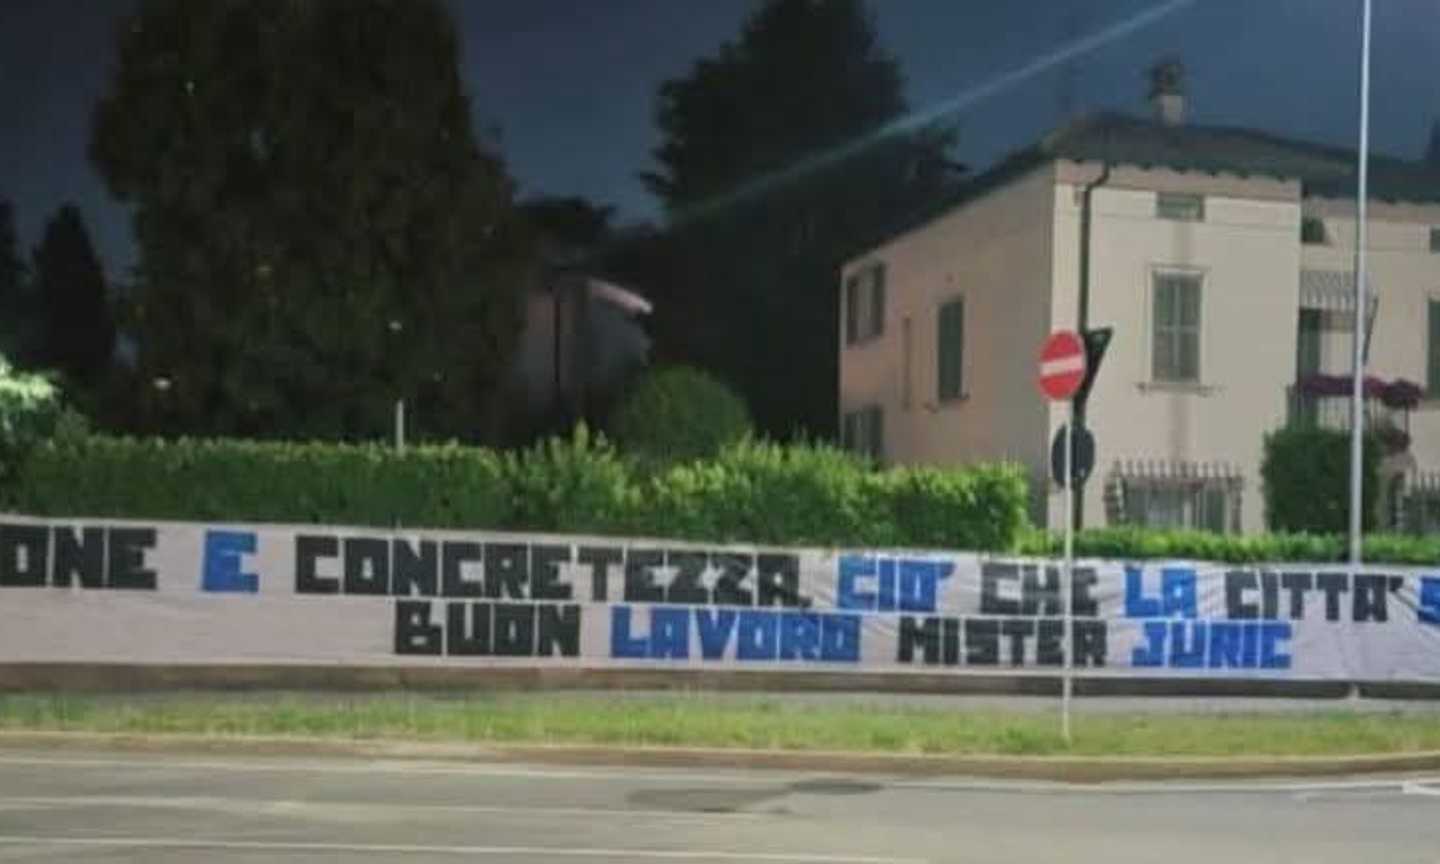 ONE E CONCRETEZZA, CIO' CHE LA CITTA' S
BUON LAVORO MISTER JURIC